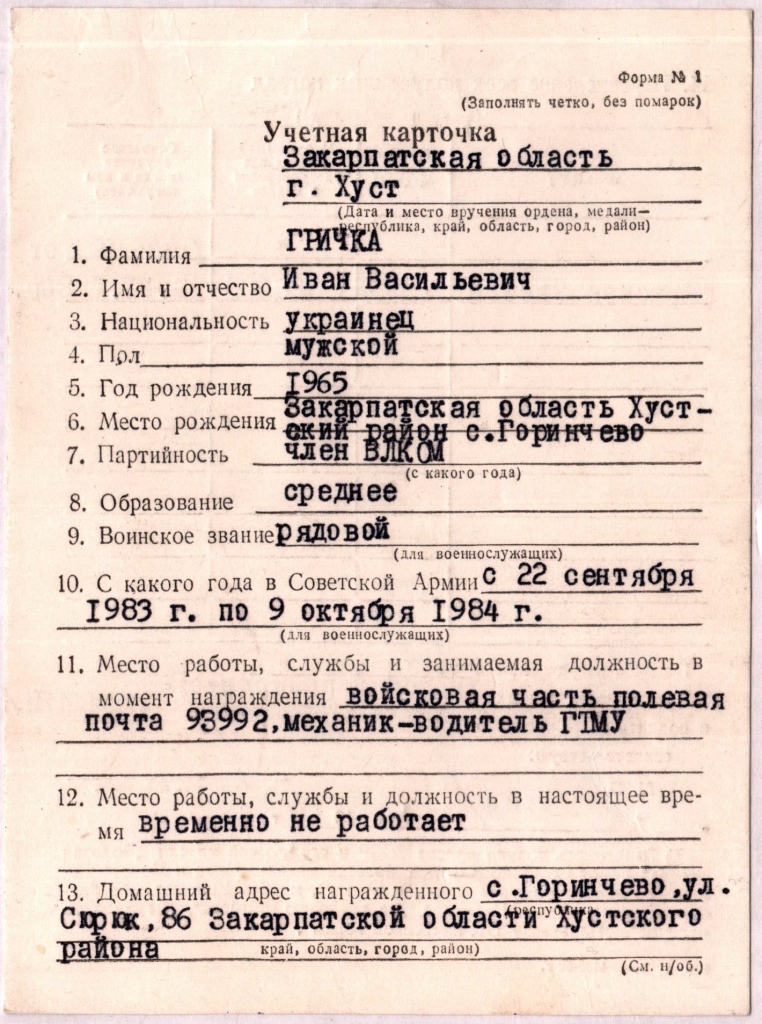 Форма № 1
(Заполнять четко, без помарок)
Учетная карточка
Закарпатская область
г. Хуст
(Дата и место вручения ордена, медали—
республика, край, область, город, район)
1. Фамилия ГРИЧКА
2. Имя и отчество Иван Васильевич
3. Национальность украинец
4. Пол мужской
5. Год рождения 1965
6. Место рождения Закарпатская область Хуст-
ский район с.Горинчево
7. Партийность член ВЛКСМ
(с какого года)
8. Образование среднее
9. Воинское звание рядовой
(для военнослужащих)
10. С какого года в Советской Армии с 22 сентября
1983 г. по 9 октября 1984 г.
(для военнослужащих)
11. Место работы, службы и занимаемая должность в
момент награждения войсковая часть полевая
почта 93992, механик-водитель ГПМУ
12. Место работы, службы и должность в настоящее вре-
мя временно не работает
13. Домашний адрес награжденного с.Горинчево, ул.
(республика,
86 Закарпатской области Хустского
района край, область, город, район)
(См. н/об.)